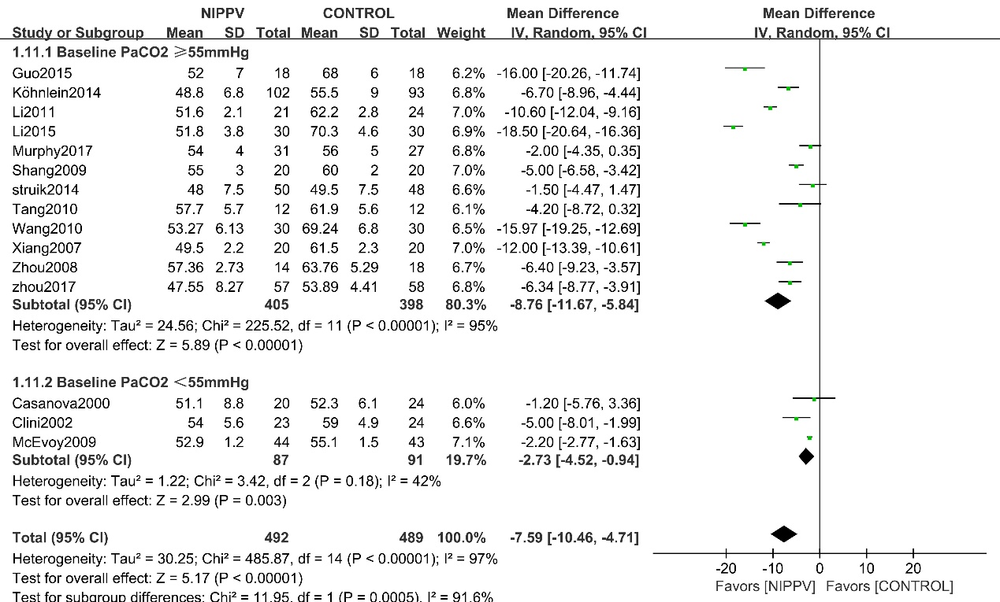 NIPPV CONTROL Mean Difference Mean Difference
Study or Subgroup Mean SD Total Mean SD Total Weight IV, Random, 95% CI IV, Random, 95% CI
1.11.1 Baseline PaCO2 ≥55mmHg
Guo2015 52 7 18 68 6 18 6.2% -16.00 [-20.26, -11.74]
Köhnlein2014 48.8 6.8 102 55.5 9 93 6.8% -6.70 [-8.96, -4.44]
Li2011 51.6 2.1 21 62.2 2.8 24 7.0% -10.60 [-12.04, -9.16]
Li2015 51.8 3.8 30 70.3 4.6 30 6.9% -18.50 [-20.64, -16.36]
Murphy2017 54 4 31 56 5 27 6.8% -2.00 [-4.35, 0.35]
Shang2009 55 3 20 60 2 20 7.0% -5.00 [-6.58, -3.42]
struik2014 48 7.5 50 49.5 7.5 48 6.6% -1.50 [-4.47, 1.47]
Tang2010 57.7 5.7 12 61.9 5.6 12 6.1% -4.20 [-8.72, 0.32]
Wang2010 53.27 6.13 30 69.24 6.8 30 6.5% -15.97 [-19.25, -12.69]
Xiang2007 49.5 2.2 20 61.5 2.3 20 7.0% -12.00 [-13.39, -10.61]
Zhou2008 57.36 2.73 14 63.76 5.29 18 6.7% -6.40 [-9.23, -3.57]
zhou2017 47.55 8.27 57 53.89 4.41 58 6.8% -6.34 [-8.77, -3.91]
Subtotal (95% CI) 405 398 80.3% -8.76 [-11.67, -5.84]
Heterogeneity: Tau² = 24.56; Chi² = 225.52, df = 11 (P < 0.00001); I² = 95%
Test for overall effect: Z = 5.89 (P < 0.00001)
1.11.2 Baseline PaCO2 <55mmHg
Casanova2000 51.1 8.8 20 52.3 6.1 24 6.0% -1.20 [-5.76, 3.36]
Clini2002 54 5.6 23 59 4.9 24 6.6% -5.00 [-8.01, -1.99]
McEvoy2009 52.9 1.2 44 55.1 1.5 43 7.1% -2.20 [-2.77, -1.63]
Subtotal (95% CI) 87 91 19.7% -2.73 [-4.52, -0.94]
Heterogeneity: Tau² = 1.22; Chi² = 3.42, df = 2 (P = 0.18); I² = 42%
Test for overall effect: Z = 2.99 (P = 0.003)
Total (95% CI) 492 489 100.0% -7.59 [-10.46, -4.71]
Heterogeneity: Tau² = 30.25; Chi² = 485.87, df = 14 (P < 0.00001); I² = 97%
Test for overall effect: Z = 5.17 (P < 0.00001)
Test for subgroup differences: Chi² = 11.95, df = 1 (P = 0.0005), I² = 91.6%
-20 -10 0 10 20
Favors [NIPPV] Favors [CONTROL]